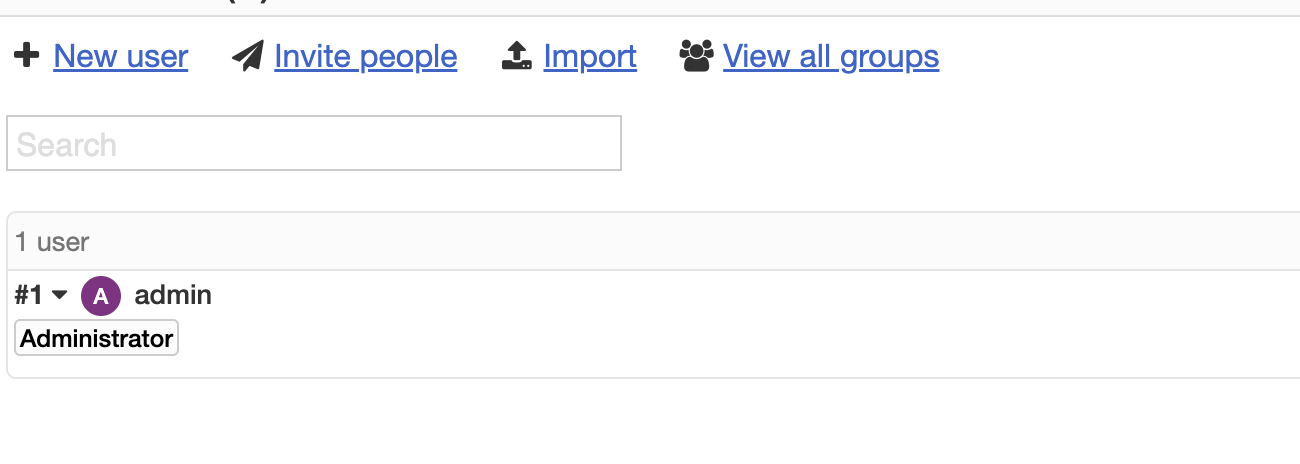 New user Invite people Import View all groups
Search
1 user
#1 A admin
Administrator